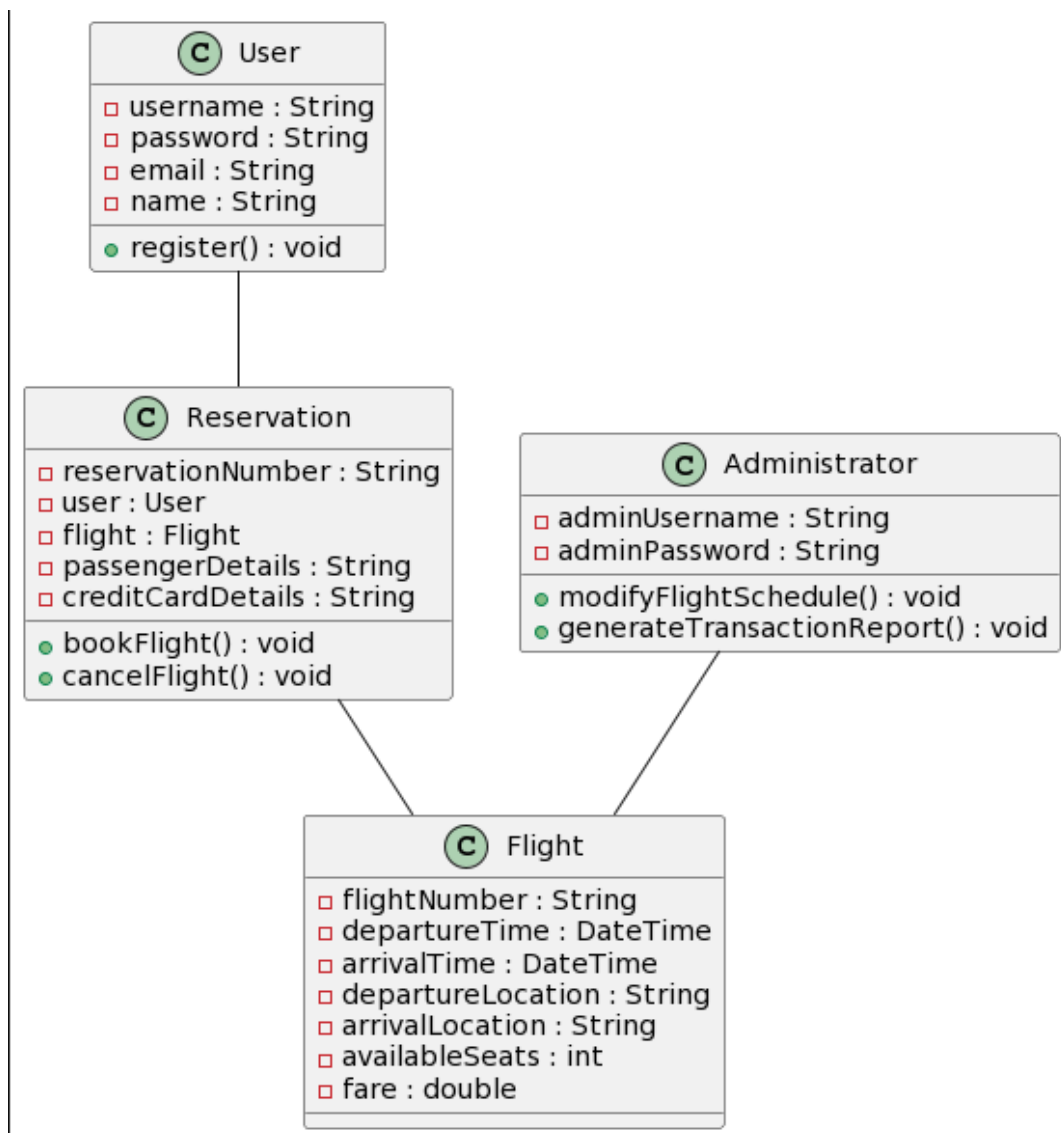 C User
username : String
password : String
email : String
name : String
register() : void
C Reservation
reservationNumber : String
user : User
flight : Flight
passengerDetails : String
creditCardDetails : String
bookFlight() : void
cancelFlight() : void
C Administrator
adminUsername : String
adminPassword : String
modifyFlightSchedule() : void
generateTransactionReport() : void
C Flight
flightNumber : String
departureTime : DateTime
arrivalTime : DateTime
departureLocation : String
arrivalLocation : String
availableSeats : int
fare : double